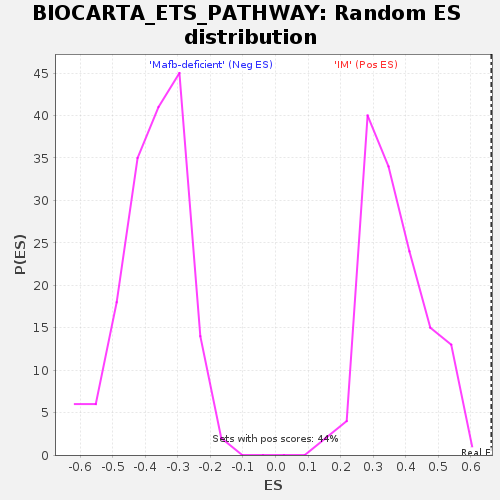 BIOCARTA_ETS_PATHWAY: Random ES
distribution
'Mafb-deficient' (Neg ES) 'IM' (Pos ES)
45
40
35
30
25
20
15
10
5
0
P(ES)
Sets with pos scores: 44%
Real E
-0.6 -0.5 -0.4 -0.3 -0.2 -0.1 0.0 0.1 0.2 0.3 0.4 0.5 0.6
ES